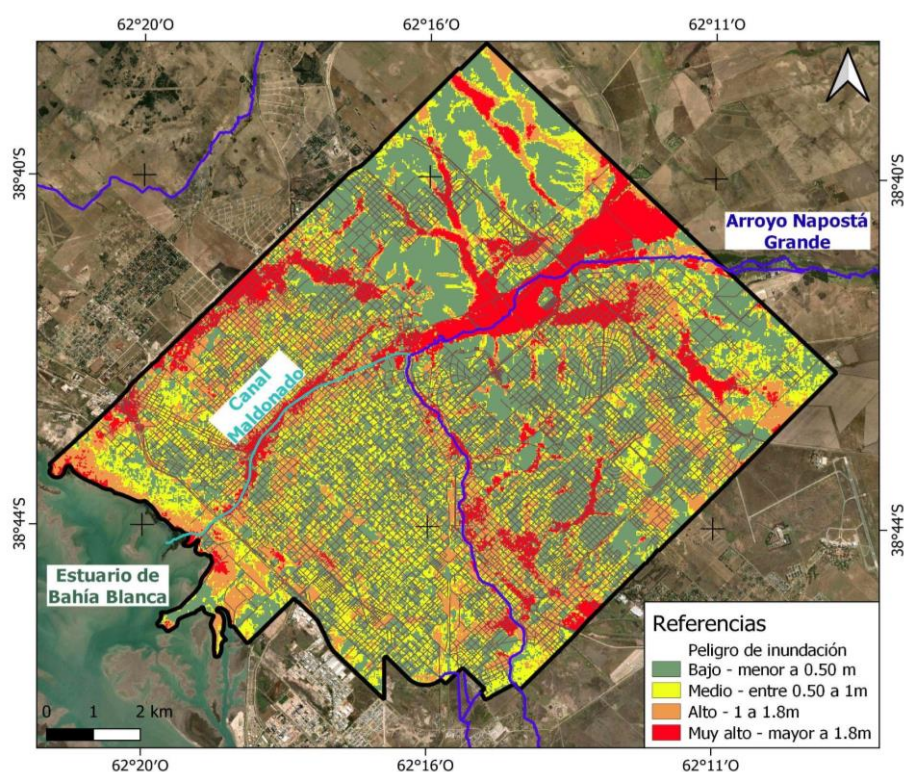 62°20'O
62°16'O
62°11'O
38°40'S
38°40'S
Arroyo Napostá
Grande
Canal
Maldonado
38°44'S
38°44'S
Estuario de
Bahía Blanca
Referencias
Peligro de inundación
Bajo - menor a 0.50 m
Medio - entre 0.50 a 1m
Alto - 1 a 1.8m
Muy alto - mayor a 1.8m
0 1 2 km
62°20'O
62°16'O
62°11'O